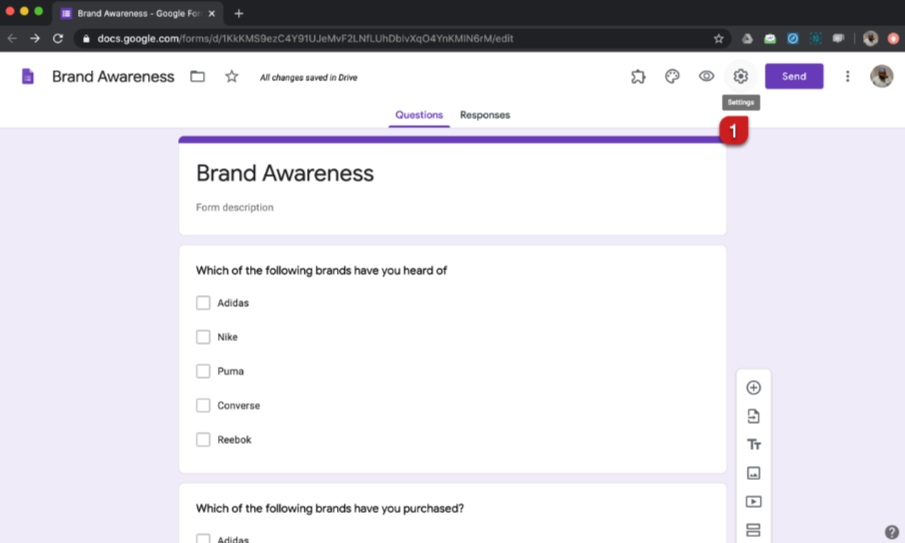 Brand Awareness - Google For
docs.google.com/forms/d/1KkKMS9ezC4Y91UJeMvF2LNfLUhDblvXqO4YnKMlN6rM/edit
Brand Awareness
All changes saved in Drive
Send
Settings
1
Questions Responses
Brand Awareness
Form description
Which of the following brands have you heard of
Adidas
Nike
Puma
Converse
Reebok
Tт
Which of the following brands have you purchased?
Adidas